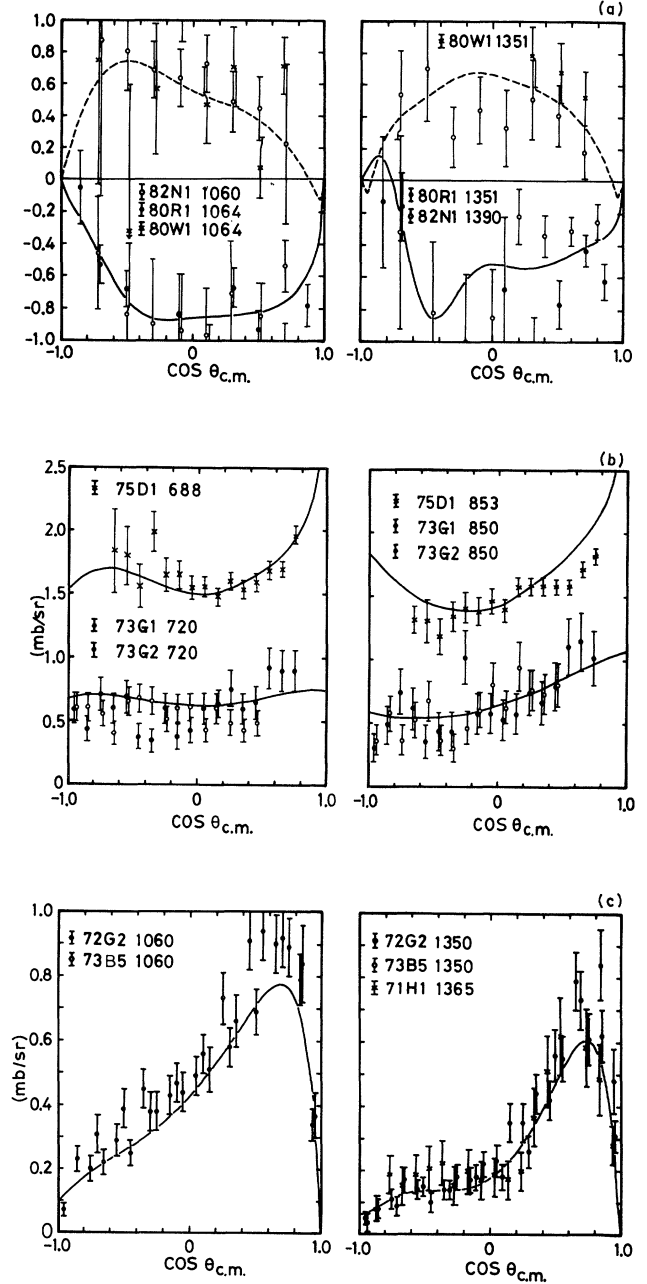 (a)
1.0
0.8
0.6
0.4
0.2
0
-0.2
-0.4
-0.6
-0.8
-1.0
82N1 1060
80R1 1064
80W1 1064
-1.0 0 1.0
COS θc.m.
80W1 1351
80R1 1351
82N1 1390
-1.0 0 1.0
COS θc.m.
(b)
2.5
2.0
1.5
1.0
0.5
0
(mb/sr)
75D1 688
73G1 720
73G2 720
-1.0 0 1.0
COS θc.m.
75D1 853
73G1 850
73G2 850
-1.0 0 1.0
COS θc.m.
(c)
1.0
0.8
0.6
0.4
0.2
0
(mb/sr)
72G2 1060
73B5 1060
-1.0 0 1.0
COS θc.m.
72G2 1350
73B5 1350
71H1 1365
-1.0 0 1.0
COS θc.m.